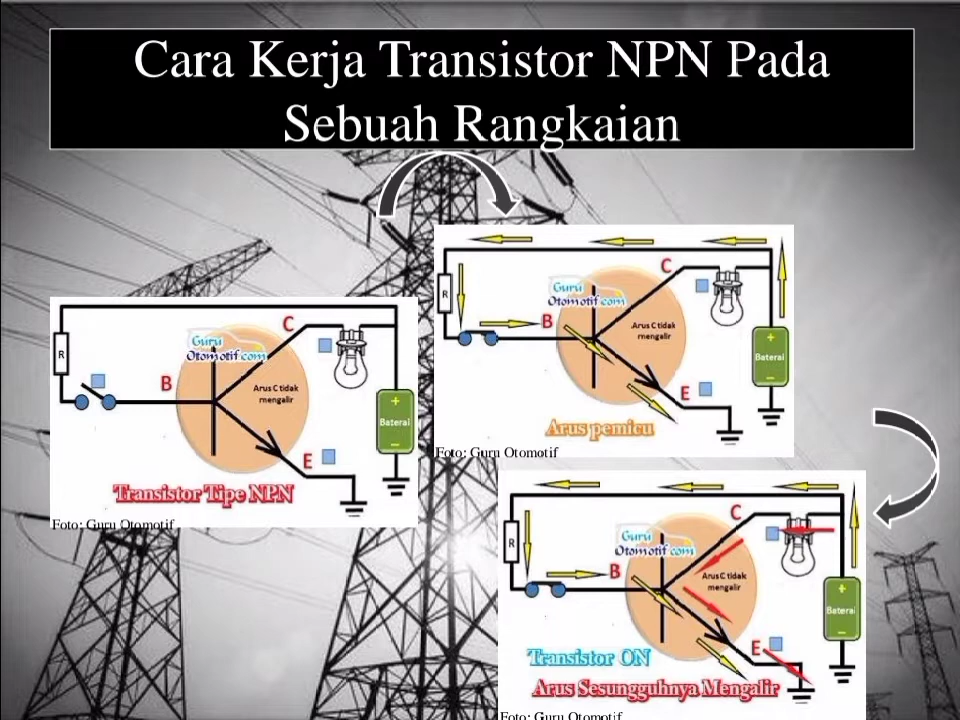 Cara Kerja Transistor NPN Pada
Sebuah Rangkaian
C
R
Guru
Otomotif.com
B
Arus C tidak
mengalir
+
Baterai
−
E
Transistor Tipe NPN
Foto: Guru Otomotif
C
R
Guru
Otomotif.com
B
Arus C tidak
mengalir
+
Baterai
−
E
Arus pemicu
Foto: Guru Otomotif
C
R
Guru
Otomotif.com
B
Arus C tidak
mengalir
+
Baterai
−
E
Transistor ON
Arus Sesungguhnya Mengalir
Foto: Guru Otomotif